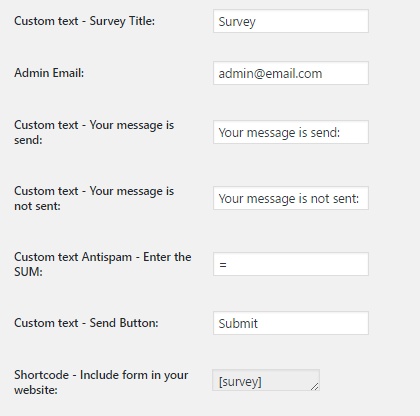 Custom text - Survey Title:
Survey
Admin Email:
admin@email.com
Custom text - Your message is
send:
Your message is send:
Custom text - Your message is
not sent:
Your message is not sent:
Custom text Antispam - Enter the
SUM:
=
Custom text - Send Button:
Submit
Shortcode - Include form in your
website:
[survey]